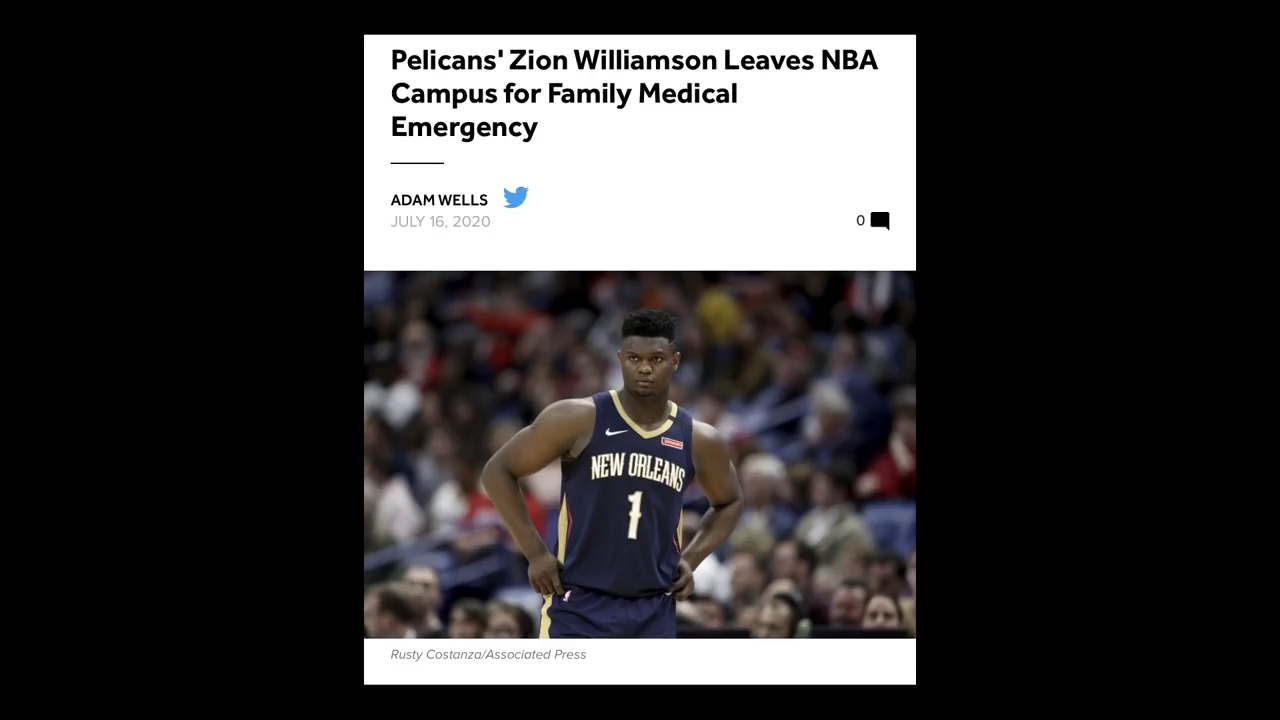 Pelicans' Zion Williamson Leaves NBA
Campus for Family Medical
Emergency
ADAM WELLS
JULY 16, 2020
0
NEW ORLEANS
1
Rusty Costanza/Associated Press